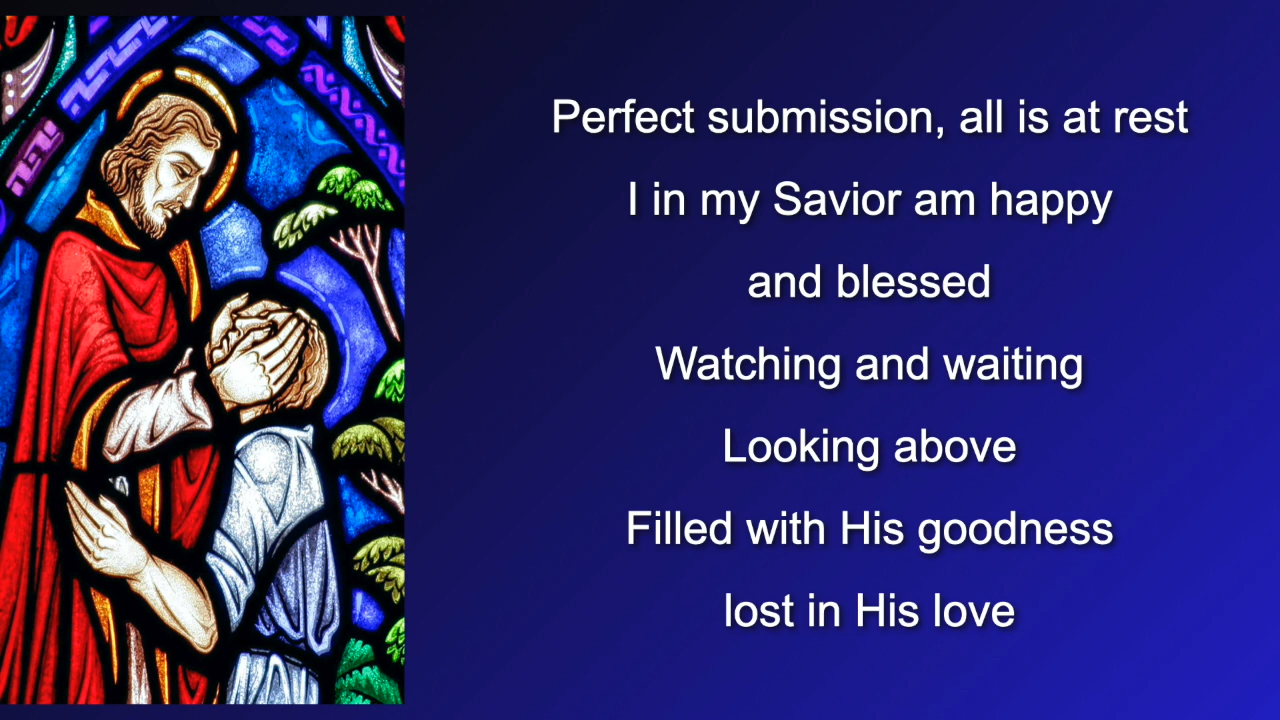 Perfect submission, all is at rest
I in my Savior am happy
and blessed
Watching and waiting
Looking above
Filled with His goodness
lost in His love